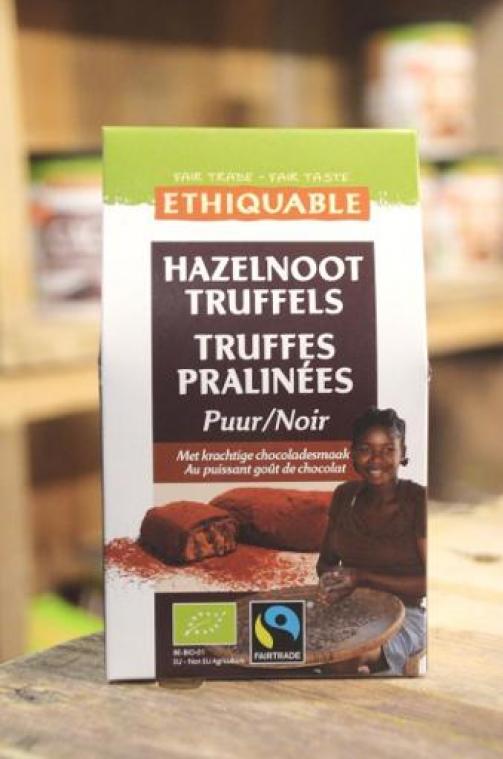 FAIR TRADE - FAIR TASTE
ETHIQUABLE
HAZELNOOT
TRUFFELS
TRUFFES
PRALINÉES
Puur/Noir
Met krachtige chocoladesmaak
Au puissant goût de chocolat
BE-BIO-01
EU - Non EU Agriculture
FAIRTRADE